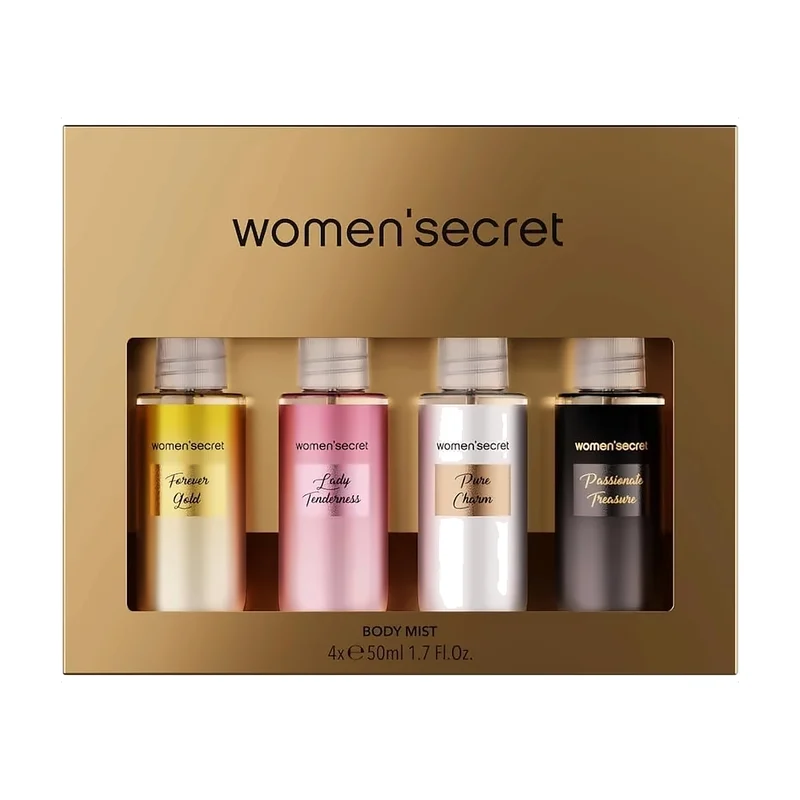 women'secret
women'secret
Forever
Gold
women'secret
Lady
Tenderness
women'secret
Pure
Charm
women'secret
Passionate
Treasure
BODY MIST
4x℮50ml 1.7 Fl.Oz.